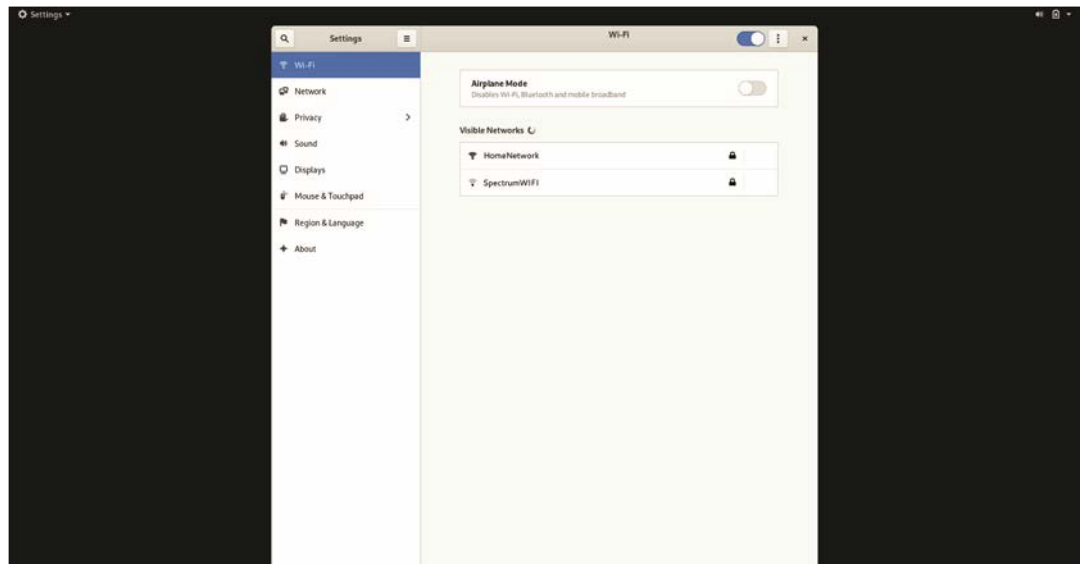 Settings
Settings
Wi-Fi
Wi-Fi
Network
Privacy
Sound
Displays
Mouse & Touchpad
Region & Language
About
Airplane Mode
Disables Wi-Fi, Bluetooth and mobile broadband
Visible Networks
HomeNetwork
SpectrumWIFI